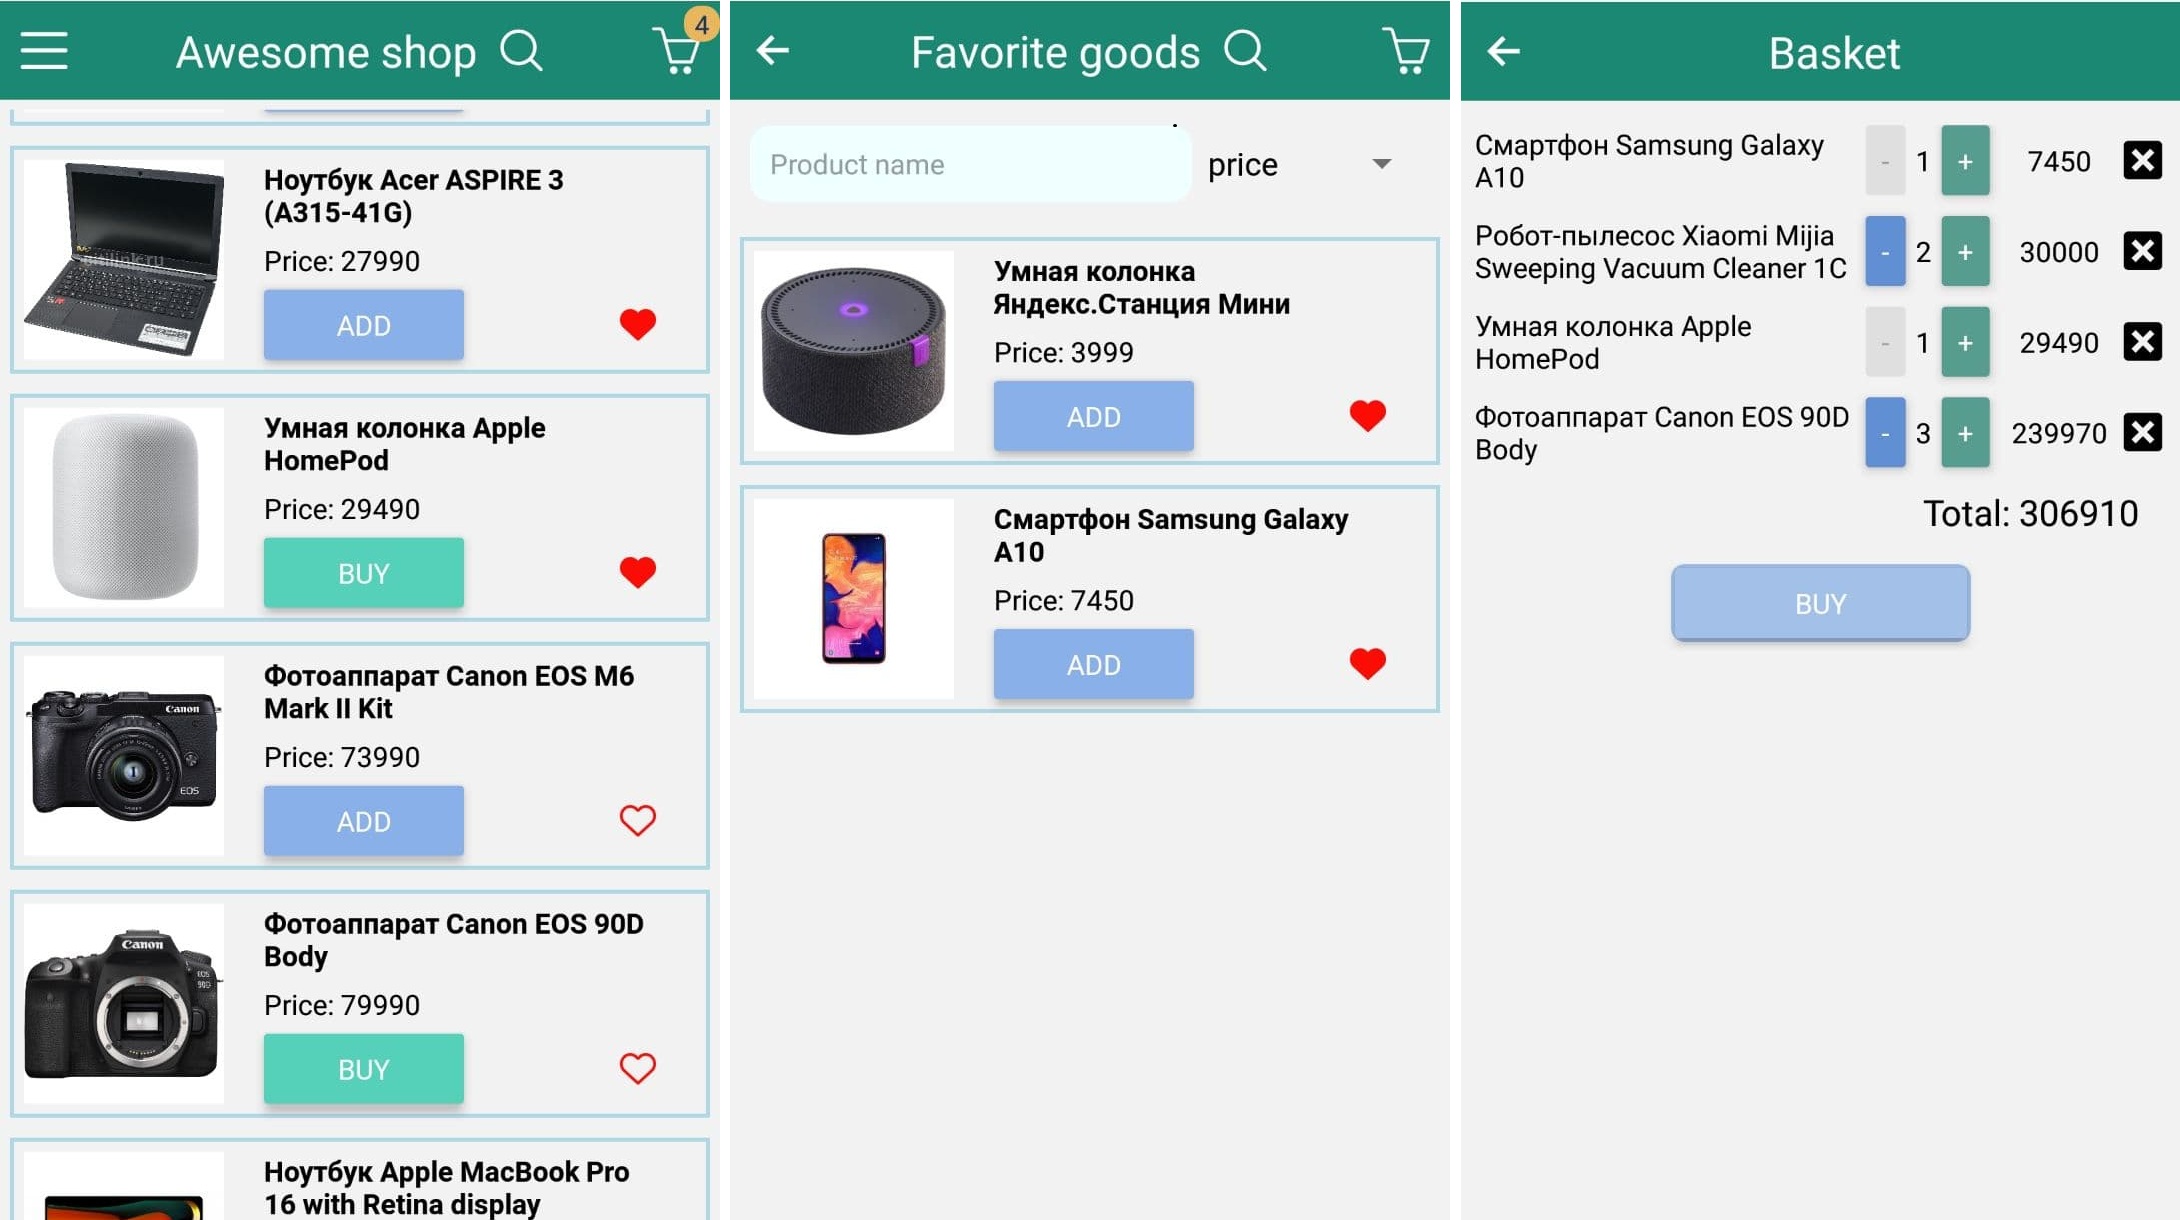 Awesome shop
4
Ноутбук Acer ASPIRE 3
(A315-41G)
Price: 27990
ADD
Умная колонка Apple
HomePod
Price: 29490
BUY
Фотоаппарат Canon EOS M6
Mark II Kit
Price: 73990
ADD
Canon
EOS
Фотоаппарат Canon EOS 90D
Body
Price: 79990
BUY
Canon
EOS
90D
Ноутбук Apple MacBook Pro
16 with Retina display
Favorite goods
Product name
price
Умная колонка
Яндекс.Станция Мини
Price: 3999
ADD
Смартфон Samsung Galaxy
A10
Price: 7450
ADD
Basket
Смартфон Samsung Galaxy
A10
- 1 + 7450
Робот-пылесос Xiaomi Mijia
Sweeping Vacuum Cleaner 1C
- 2 + 30000
Умная колонка Apple
HomePod
- 1 + 29490
Фотоаппарат Canon EOS 90D
Body
- 3 + 239970
Total: 306910
BUY